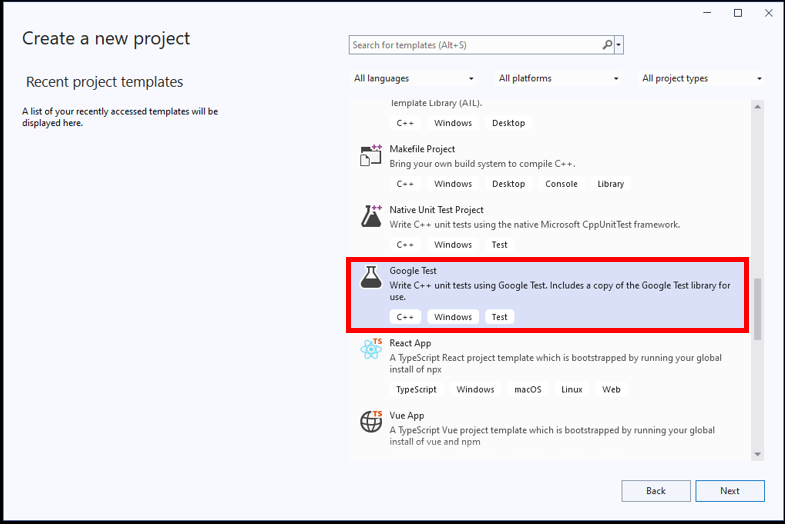 Create a new project
Search for templates (Alt+S)
Recent project templates
All languages
All platforms
All project types
A list of your recently accessed templates will be
displayed here.
Template Library (ATL).
C++ Windows Desktop
++
Makefile Project
Bring your own build system to compile C++.
C++ Windows Desktop Console Library
++
Native Unit Test Project
Write C++ unit tests using the native Microsoft CppUnitTest framework.
C++ Windows Test
Google Test
Write C++ unit tests using Google Test. Includes a copy of the Google Test library for
use.
C++ Windows Test
TS
React App
A TypeScript React project template which is bootstrapped by running your global
install of npx
TypeScript Windows macOS Linux Web
TS
Vue App
A TypeScript Vue project template which is bootstrapped by running your global
install of vue and npm
Back
Next